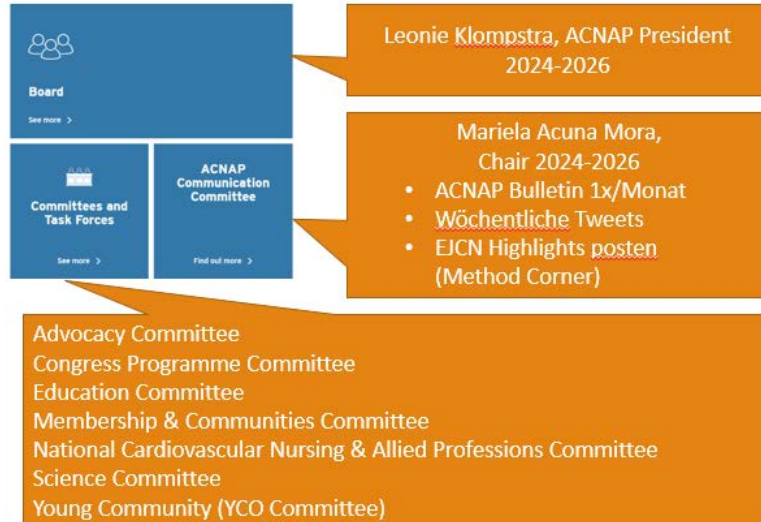 Board
See more >
Committees and
Task Forces
See more >
ACNAP
Communication
Committee
Find out more >
Leonie Klompstra, ACNAP President
2024-2026
Mariela Acuna Mora,
Chair 2024-2026
• ACNAP Bulletin 1x/Monat
• Wöchentliche Tweets
• EJCN Highlights posten
(Method Corner)
Advocacy Committee
Congress Programme Committee
Education Committee
Membership & Communities Committee
National Cardiovascular Nursing & Allied Professions Committee
Science Committee
Young Community (YCO Committee)